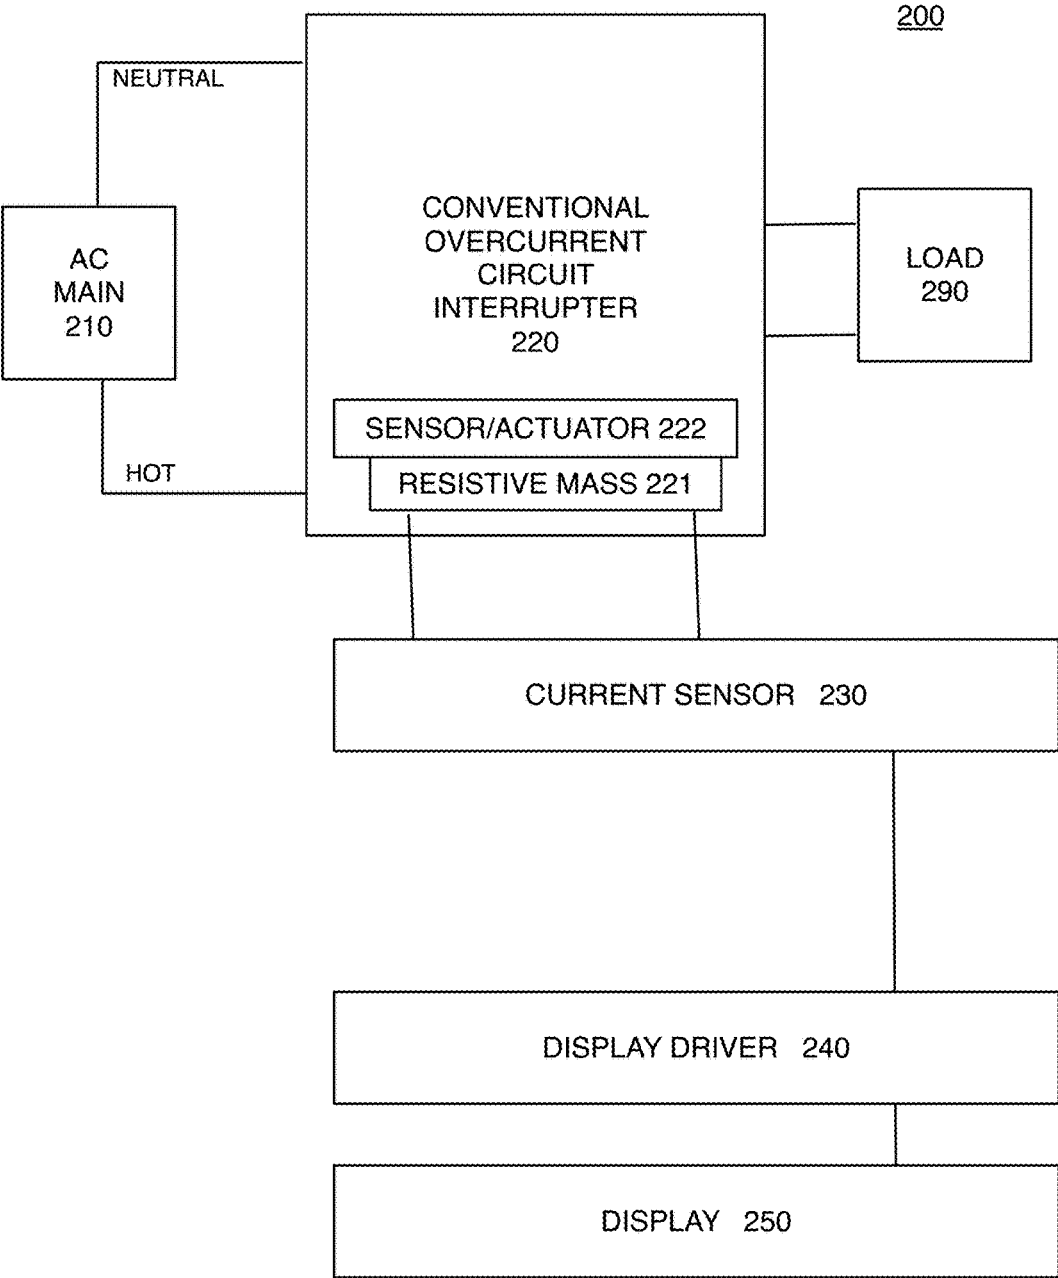 200
NEUTRAL
CONVENTIONAL
OVERCURRENT
CIRCUIT
INTERRUPTER
220
AC
MAIN
210
LOAD
290
SENSOR/ACTUATOR 222
RESISTIVE MASS 221
HOT
CURRENT SENSOR 230
DISPLAY DRIVER 240
DISPLAY 250